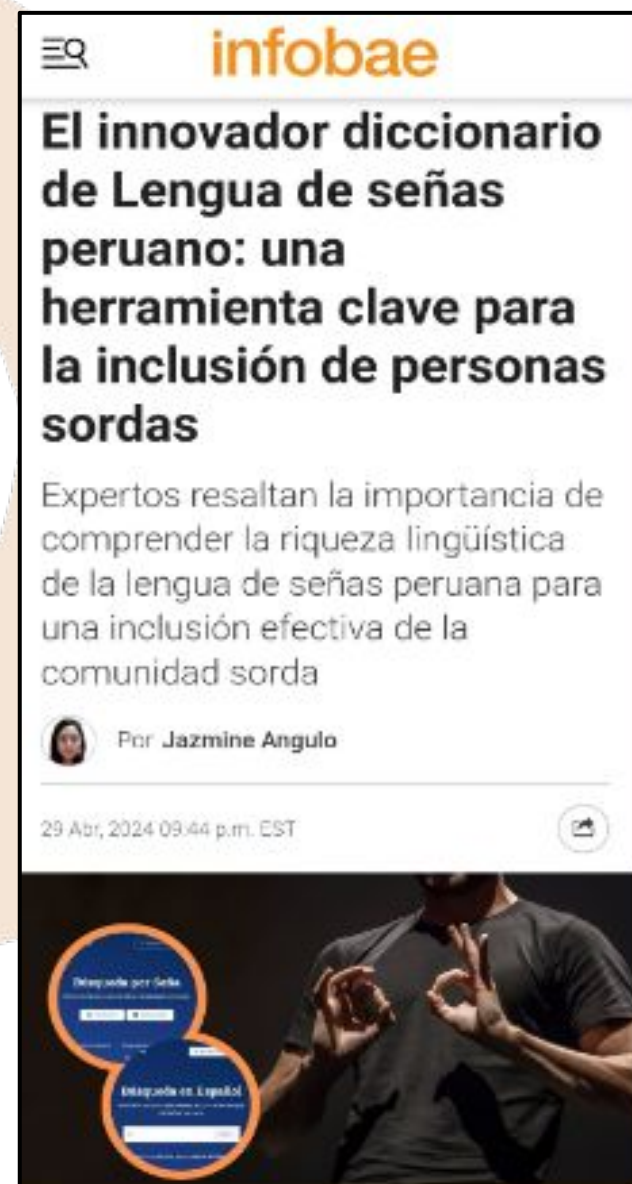 infobae
El innovador diccionario
de Lengua de señas
peruano: una
herramienta clave para
la inclusión de personas
sordas
Expertos resaltan la importancia de
comprender la riqueza lingüística
de la lengua de señas peruana para
una inclusión efectiva de la
comunidad sorda
Por Jazmine Angulo
29 Abr, 2024 09:44 p.m. EST
Búsqueda por Seña
Búsqueda en Español